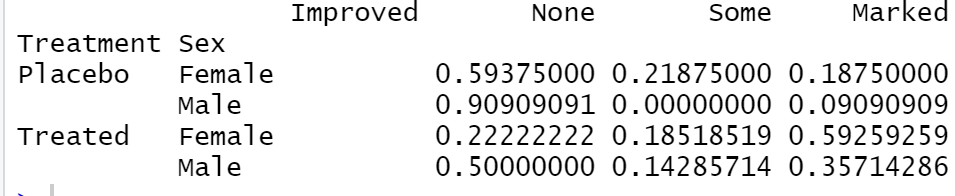 Improved None Some Marked
Treatment Sex
Placebo Female 0.59375000 0.21875000 0.18750000
Male 0.90909091 0.00000000 0.09090909
Treated Female 0.22222222 0.18518519 0.59259259
Male 0.50000000 0.14285714 0.35714286